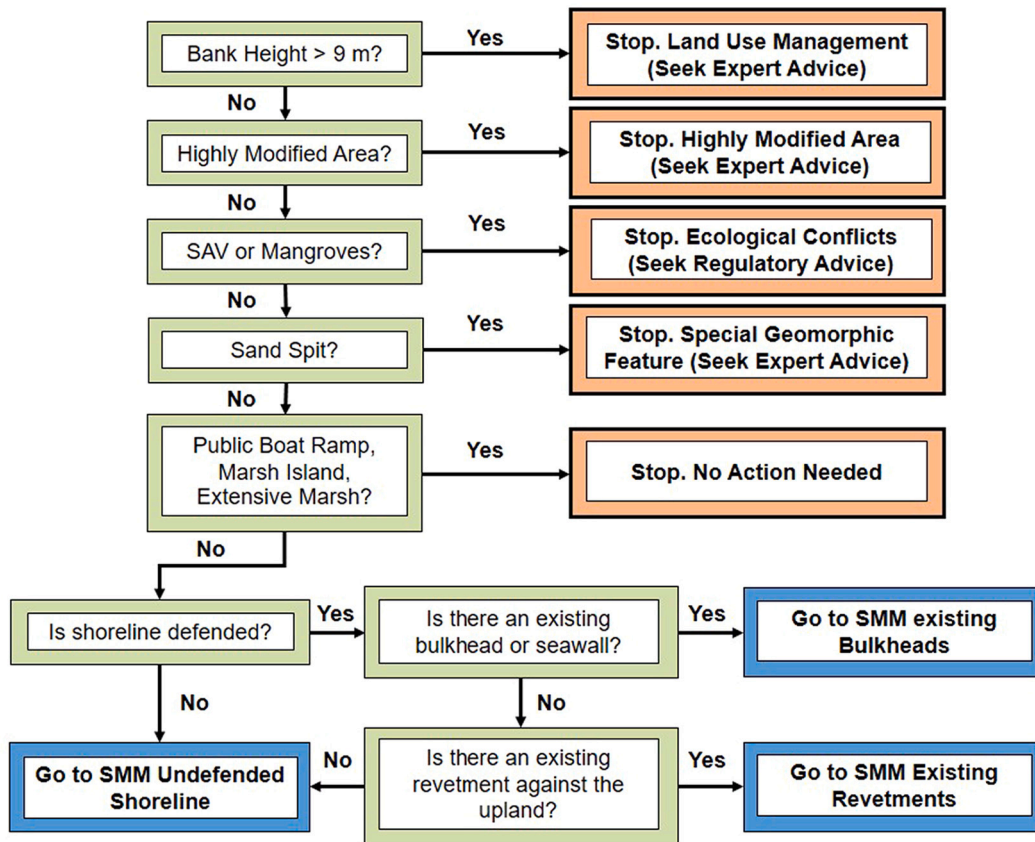 Bank Height > 9 m?
Yes
Stop. Land Use Management
(Seek Expert Advice)
No
Highly Modified Area?
Yes
Stop. Highly Modified Area
(Seek Expert Advice)
No
SAV or Mangroves?
Yes
Stop. Ecological Conflicts
(Seek Regulatory Advice)
No
Sand Spit?
Yes
Stop. Special Geomorphic
Feature (Seek Expert Advice)
No
Public Boat Ramp,
Marsh Island,
Extensive Marsh?
Yes
Stop. No Action Needed
No
Is shoreline defended?
Yes
Is there an existing
bulkhead or seawall?
Yes
Go to SMM existing
Bulkheads
No
No
Go to SMM Undefended
Shoreline
No
Is there an existing
revetment against the
upland?
Yes
Go to SMM Existing
Revetments